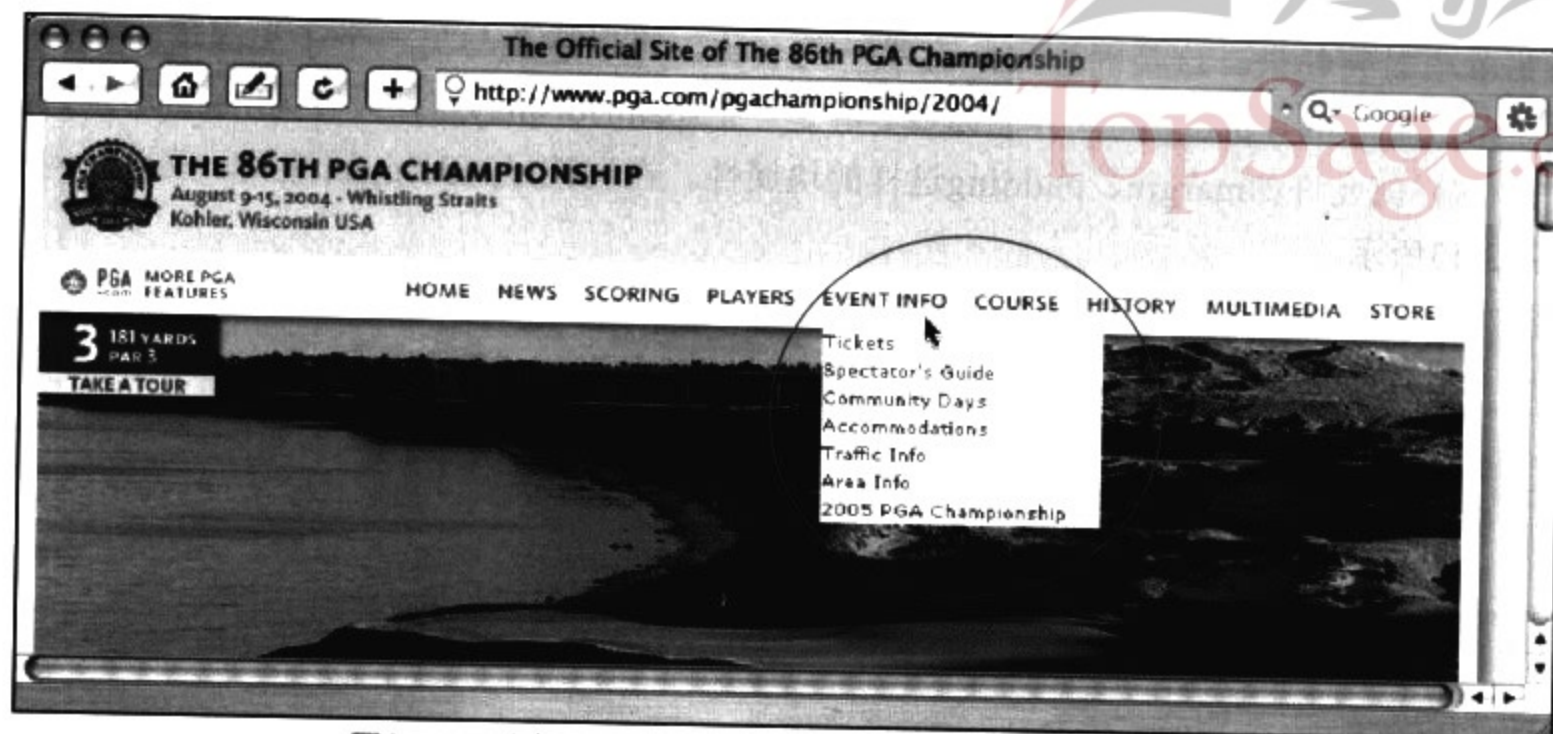 The Official Site of The 86th PGA Championship
http://www.pga.com/pgachampionship/2004/
Google
TopSage.
THE 86TH PGA CHAMPIONSHIP
August 9-15, 2004 - Whistling Straits
Kohler, Wisconsin USA
PGA .com MORE PGA FEATURES
HOME NEWS SCORING PLAYERS EVENT INFO COURSE HISTORY MULTIMEDIA STORE
3 181 YARDS
PAR 3
TAKE A TOUR
Tickets
Spectator's Guide
Community Days
Accommodations
Traffic Info
Area Info
2005 PGA Championship